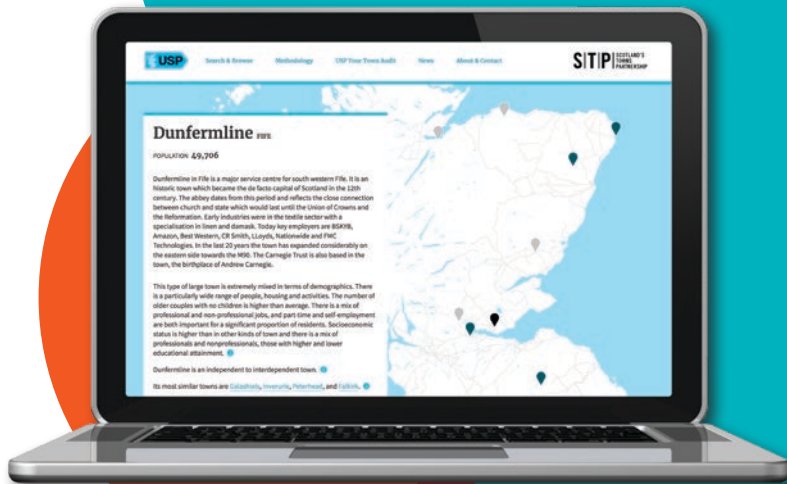 USP
Search & Browse
Methodology
USP Your Town Audit
News
About & Contact
S|T|P
SCOTLAND'S
TOWNS
PARTNERSHIP
Dunfermline FIFE
POPULATION 49,706
Dunfermline in Fife is a major service centre for south western Fife. It is an
historic town which became the de facto capital of Scotland in the 12th
century. The abbey dates from this period and reflects the close connection
between church and state which would last until the Union of Crowns and
the Reformation. Early industries were in the textile sector with a
specialisation in linen and damask. Today key employers are BSKYB,
Amazon, Best Western, CR Smith, LLoyds, Nationwide and FMC
Technologies. In the last 20 years the town has expanded considerably on
the eastern side towards the M90. The Carnegie Trust is also based in the
town, the birthplace of Andrew Carnegie.
This type of large town is extremely mixed in terms of demographics. There
is a particularly wide range of people, housing and activities. The number of
older couples with no children is higher than average. There is a mix of
professional and non-professional jobs, and part-time and self-employment
are both important for a significant proportion of residents. Socioeconomic
status is higher than in other kinds of town and there is a mix of
professionals and nonprofessionals, those with higher and lower
educational attainment.
Dunfermline is an independent to interdependent town.
Its most similar towns are Galashiels, Inverurie, Peterhead, and Falkirk.